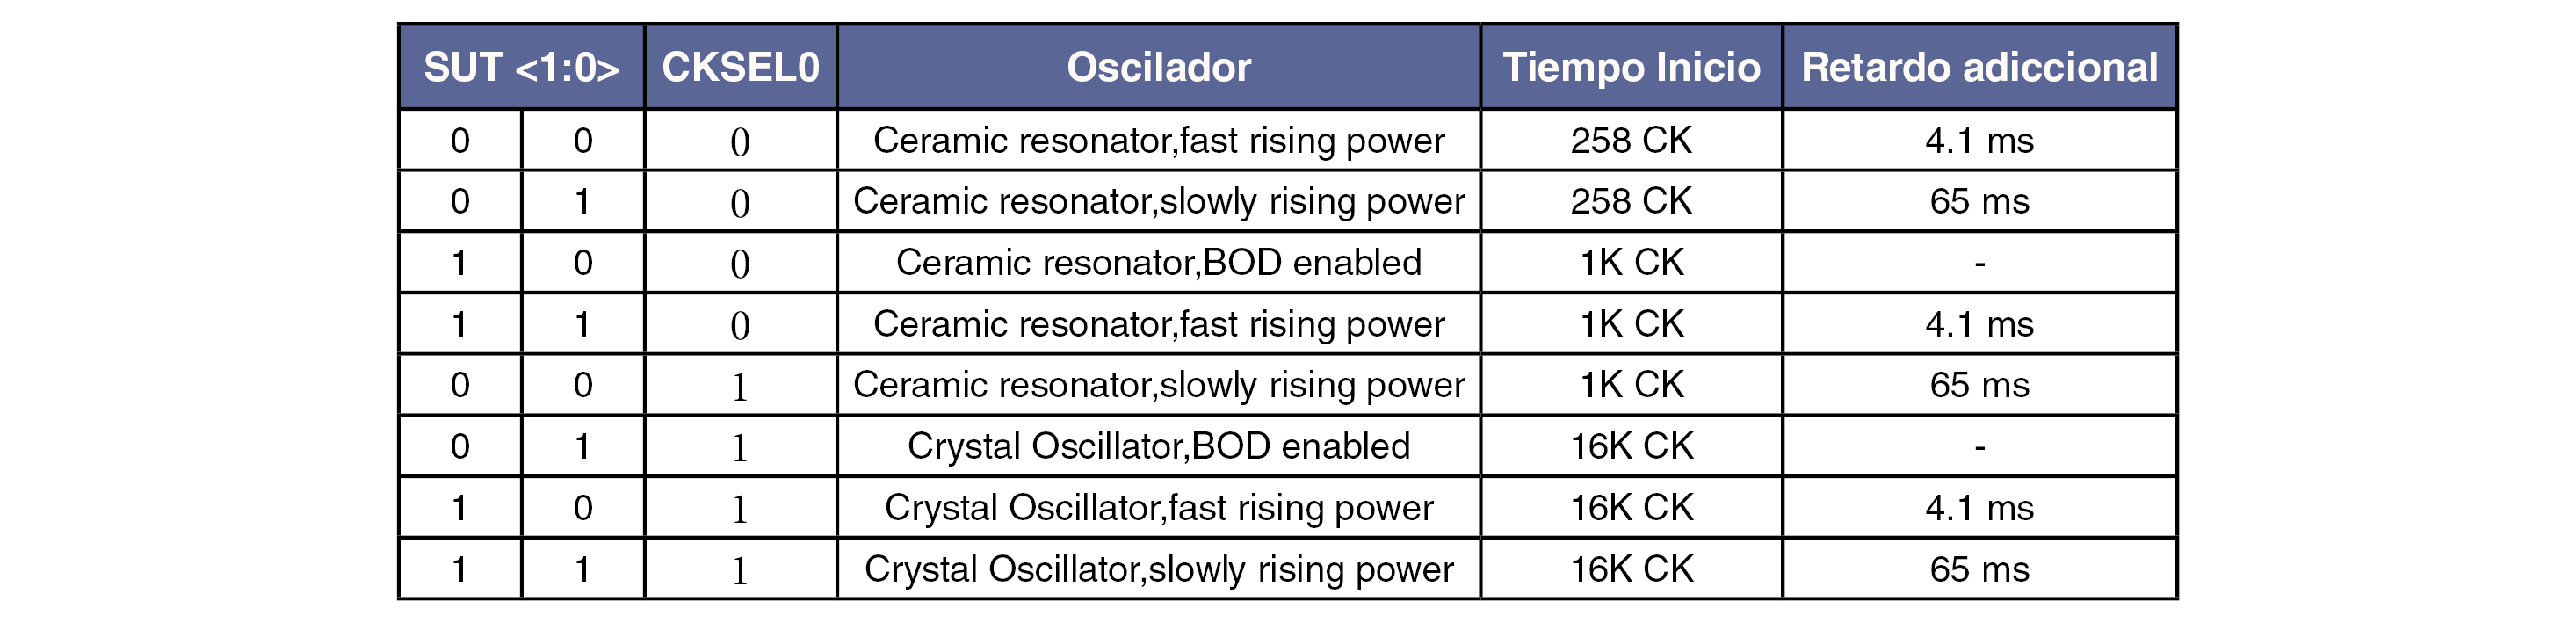 SUT <1:0> CKSEL0 Oscilador Tiempo Inicio Retardo adiccional
0 0 0 Ceramic resonator,fast rising power 258 CK 4.1 ms
0 1 0 Ceramic resonator,slowly rising power 258 CK 65 ms
1 0 0 Ceramic resonator,BOD enabled 1K CK -
1 1 0 Ceramic resonator,fast rising power 1K CK 4.1 ms
0 0 1 Ceramic resonator,slowly rising power 1K CK 65 ms
0 1 1 Crystal Oscillator,BOD enabled 16K CK -
1 0 1 Crystal Oscillator,fast rising power 16K CK 4.1 ms
1 1 1 Crystal Oscillator,slowly rising power 16K CK 65 ms